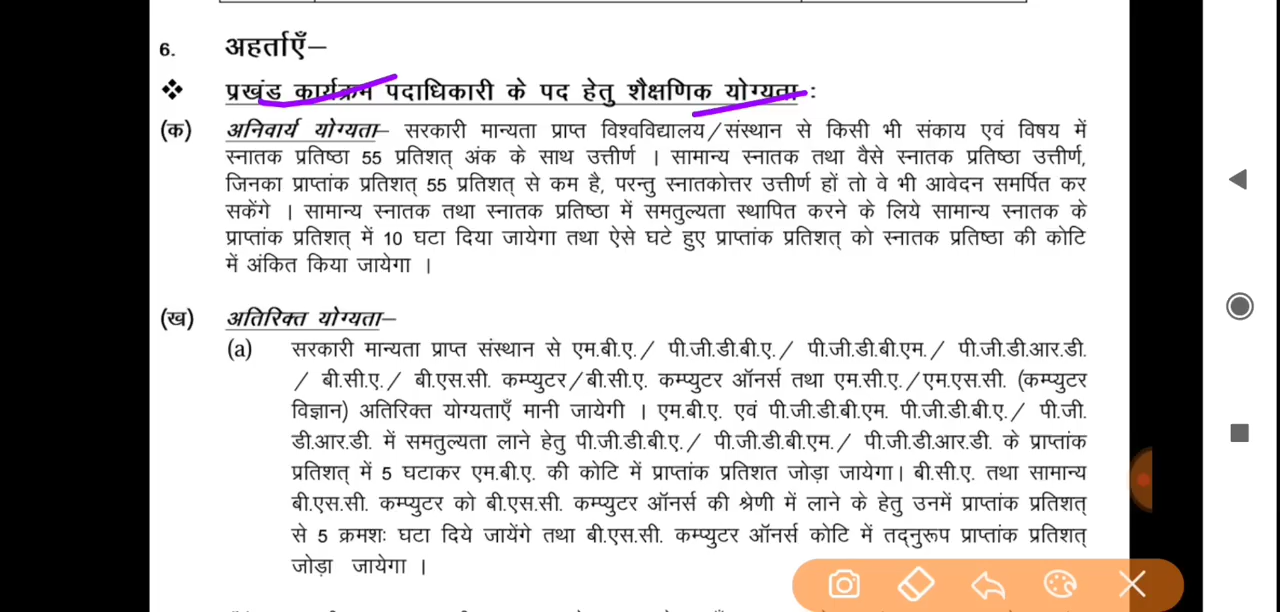 6. अहर्ताएँ–
❖ प्रखंड कार्यक्रम पदाधिकारी के पद हेतु शैक्षणिक योग्यता :
(क) अनिवार्य योग्यता– सरकारी मान्यता प्राप्त विश्वविद्यालय/संस्थान से किसी भी संकाय एवं विषय में
स्नातक प्रतिष्ठा 55 प्रतिशत् अंक के साथ उत्तीर्ण । सामान्य स्नातक तथा वैसे स्नातक प्रतिष्ठा उत्तीर्ण,
जिनका प्राप्तांक प्रतिशत् 55 प्रतिशत् से कम है, परन्तु स्नातकोत्तर उत्तीर्ण हों तो वे भी आवेदन समर्पित कर
सकेंगे । सामान्य स्नातक तथा स्नातक प्रतिष्ठा में समतुल्यता स्थापित करने के लिये सामान्य स्नातक के
प्राप्तांक प्रतिशत् में 10 घटा दिया जायेगा तथा ऐसे घटे हुए प्राप्तांक प्रतिशत् को स्नातक प्रतिष्ठा की कोटि
में अंकित किया जायेगा ।
(ख) अतिरिक्त योग्यता–
(a) सरकारी मान्यता प्राप्त संस्थान से एम.बी.ए./ पी.जी.डी.बी.ए./ पी.जी.डी.बी.एम./ पी.जी.डी.आर.डी.
/ बी.सी.ए./ बी.एस.सी. कम्प्युटर/बी.सी.ए. कम्प्युटर ऑनर्स तथा एम.सी.ए./एम.एस.सी. (कम्प्युटर
विज्ञान) अतिरिक्त योग्यताएँ मानी जायेगी । एम.बी.ए. एवं पी.जी.डी.बी.एम. पी.जी.डी.बी.ए./ पी.जी.
डी.आर.डी. में समतुल्यता लाने हेतु पी.जी.डी.बी.ए./ पी.जी.डी.बी.एम./ पी.जी.डी.आर.डी. के प्राप्तांक
प्रतिशत् में 5 घटाकर एम.बी.ए. की कोटि में प्राप्तांक प्रतिशत जोड़ा जायेगा। बी.सी.ए. तथा सामान्य
बी.एस.सी. कम्प्युटर को बी.एस.सी. कम्प्युटर ऑनर्स की श्रेणी में लाने के हेतु उनमें प्राप्तांक प्रतिशत्
से 5 क्रमशः घटा दिये जायेंगे तथा बी.एस.सी. कम्प्युटर ऑनर्स कोटि में तद्नुरूप प्राप्तांक प्रतिशत्
जोड़ा जायेगा ।